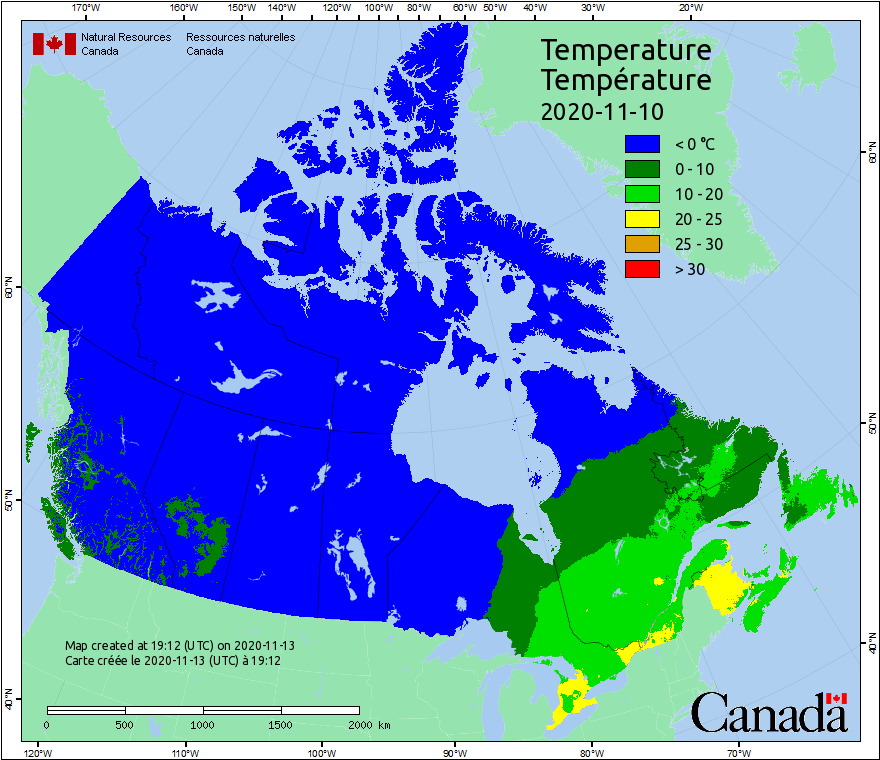 170°W 160°W 150°W 140°W 130°W 120°W 110°W 100°W 90°W 80°W 70°W 60°W 50°W 40°W 30°W 20°W
Natural Resources Canada
Ressources naturelles Canada
Temperature
Température
2020-11-10
< 0 °C
0 - 10
10 - 20
20 - 25
25 - 30
> 30
60°N
60°N
50°N
50°N
40°N
40°N
Map created at 19:12 (UTC) on 2020-11-13
Carte créée le 2020-11-13 (UTC) à 19:12
0 500 1000 1500 2000 km
Canada
120°W 110°W 100°W 90°W 80°W 70°W